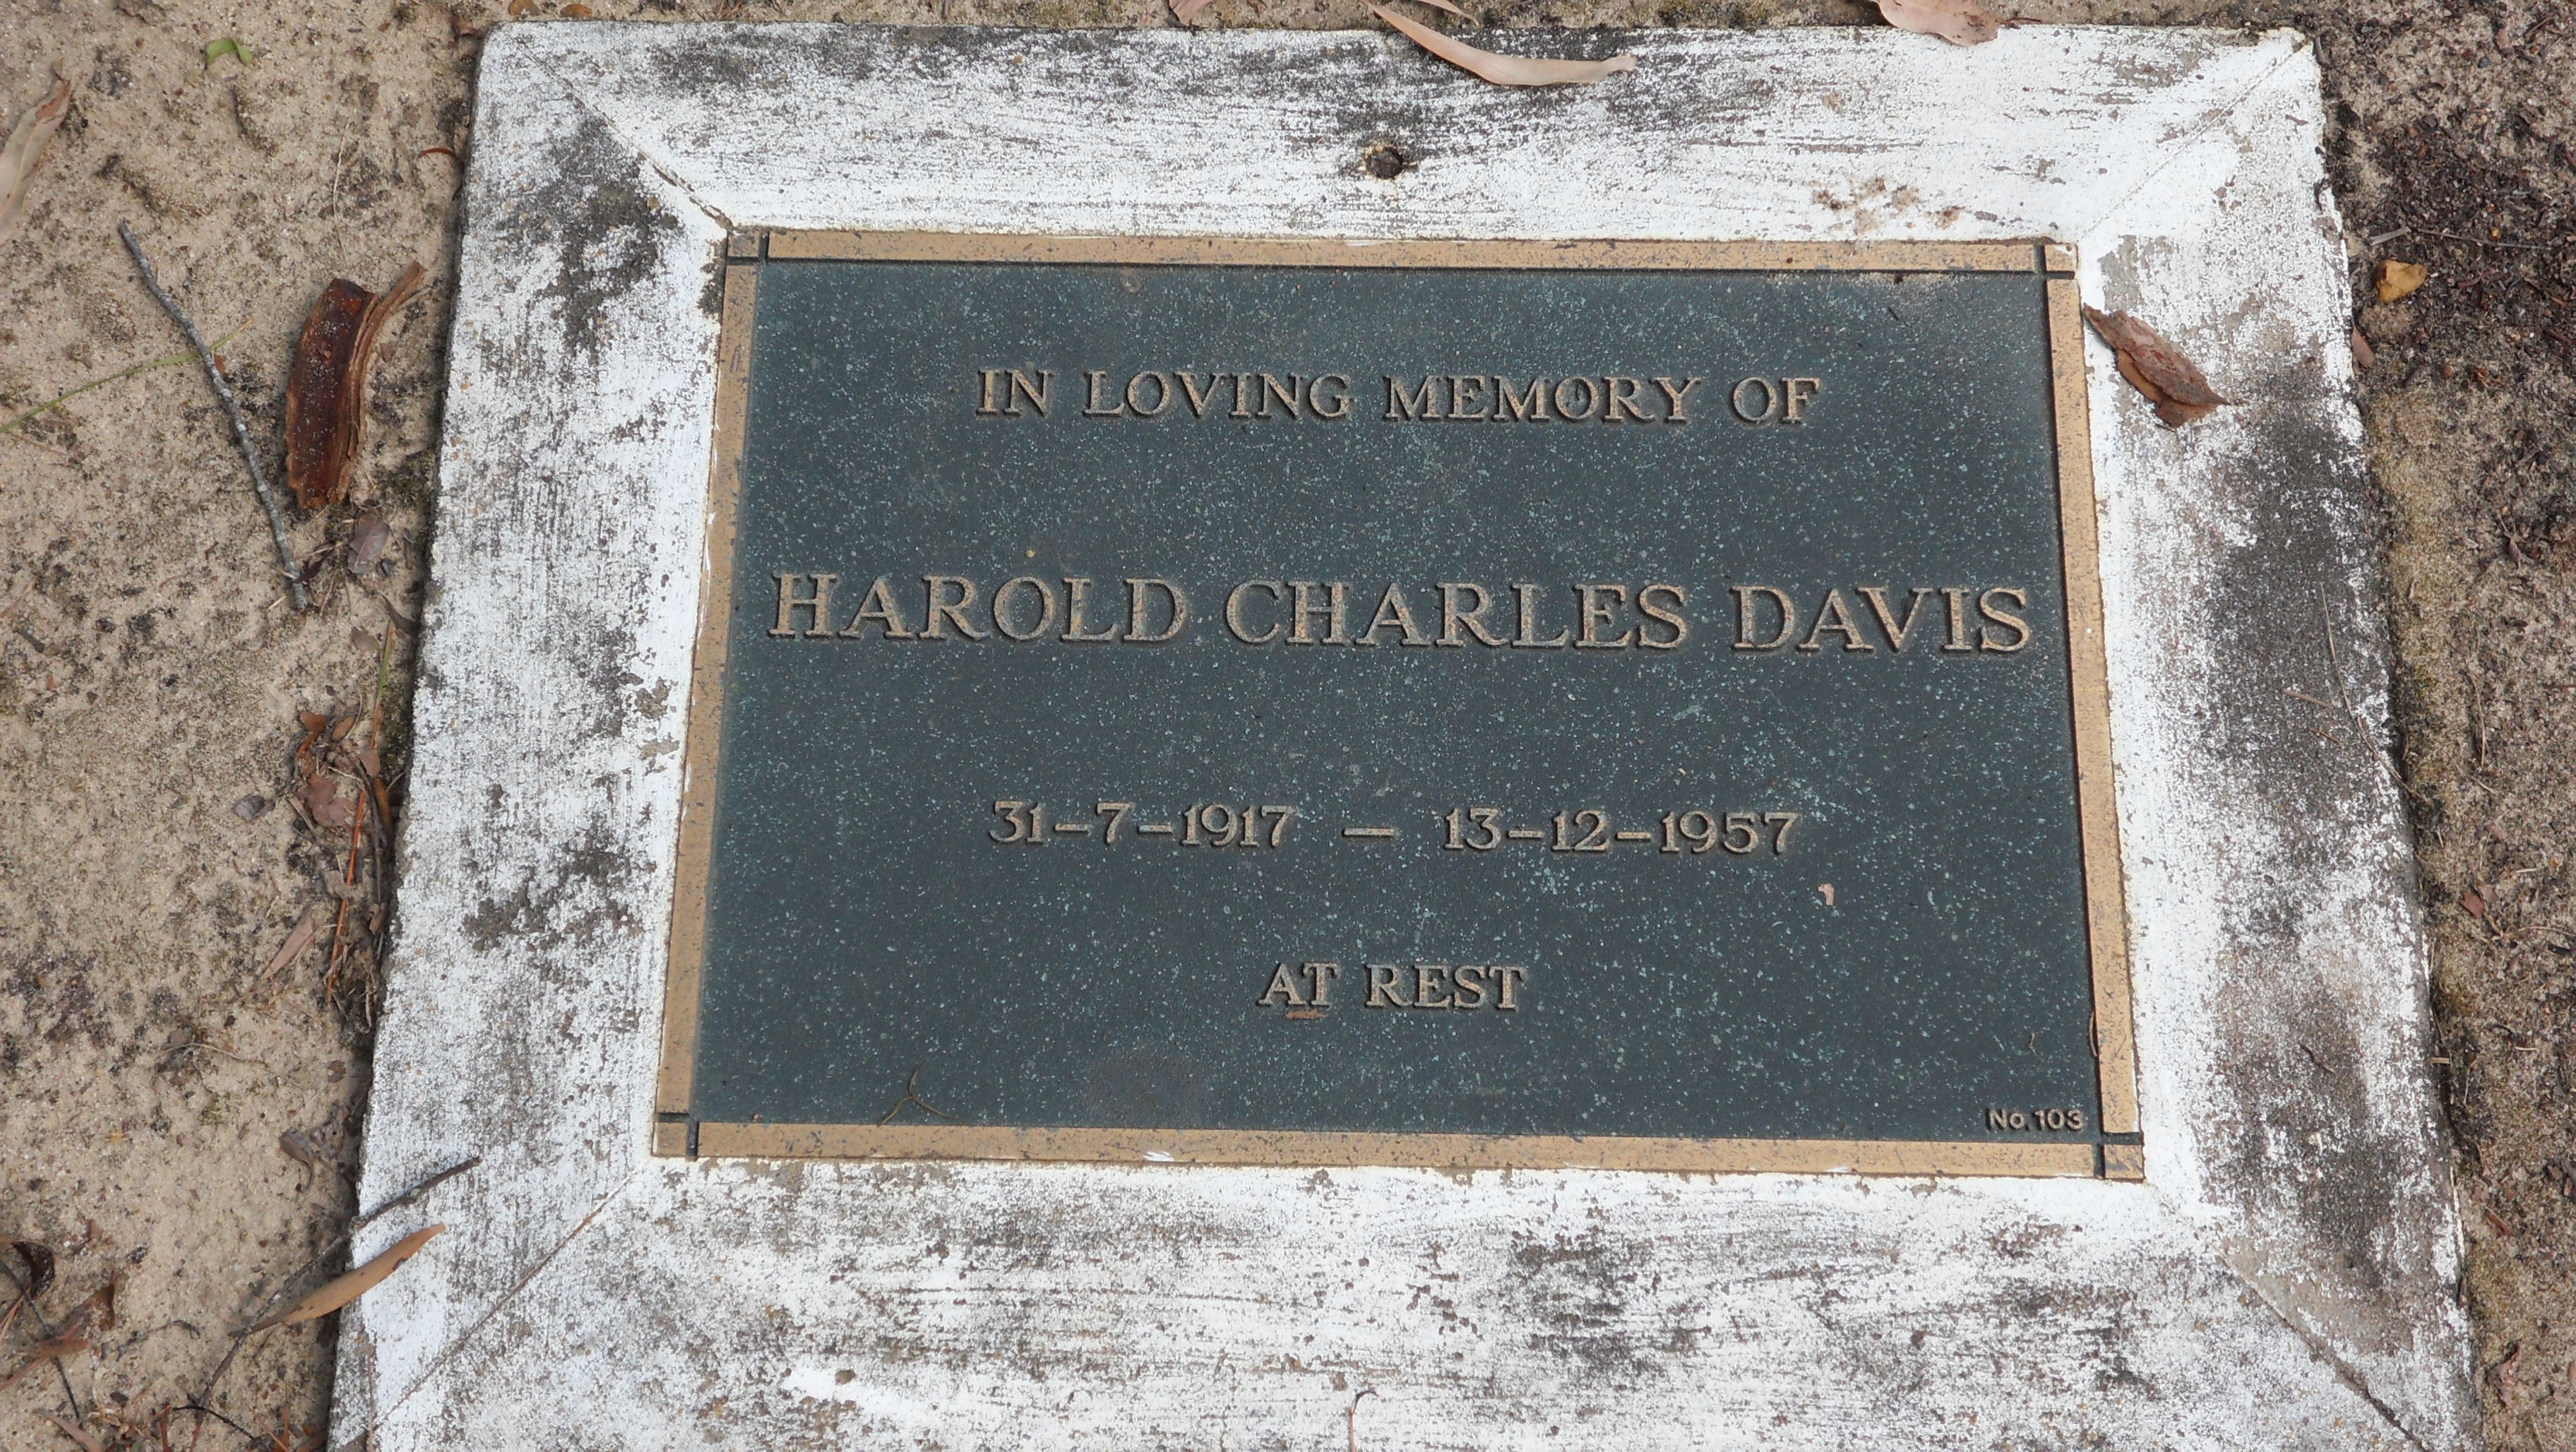 IN LOVING MEMORY OF
HAROLD CHARLES DAVIS
31-7-1917 — 13-12-1957
AT REST
No. 103